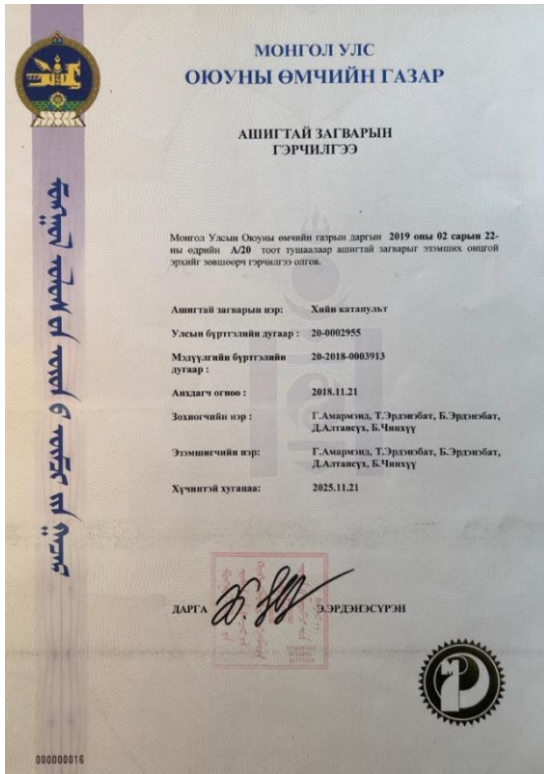 МОНГОЛ УЛС
ОЮУНЫ ӨМЧИЙН ГАЗАР
АШИГТАЙ ЗАГВАРЫН
ГЭРЧИЛГЭЭ
Монгол Улсын Оюуны өмчийн газрын даргын 2019 оны 02 сарын 22-
ны өдрийн А/20 тоот тушаалаар ашигтай загварыг эзэмших онцгой
эрхийг зөвшөөрч гэрчилгээ олгов.
Ашигтай загварын нэр: Хийн катапульт
Улсын бүртгэлийн дугаар : 20-0002955
Мэдүүлгийн бүртгэлийн 20-2018-0003913
дугаар :
Анхдагч огноо : 2018.11.21
Зохиогчийн нэр : Г.Амармэнд, Т.Эрдэнэбат, Б.Эрдэнэбат,
Д.Алтансүх, Б.Чинхүү
Эзэмшигчийн нэр: Г.Амармэнд, Т.Эрдэнэбат, Б.Эрдэнэбат,
Д.Алтансүх, Б.Чинхүү
Хүчинтэй хугацаа: 2025.11.21
ДАРГА Э.ЭРДЭНЭСҮРЭН
000000016